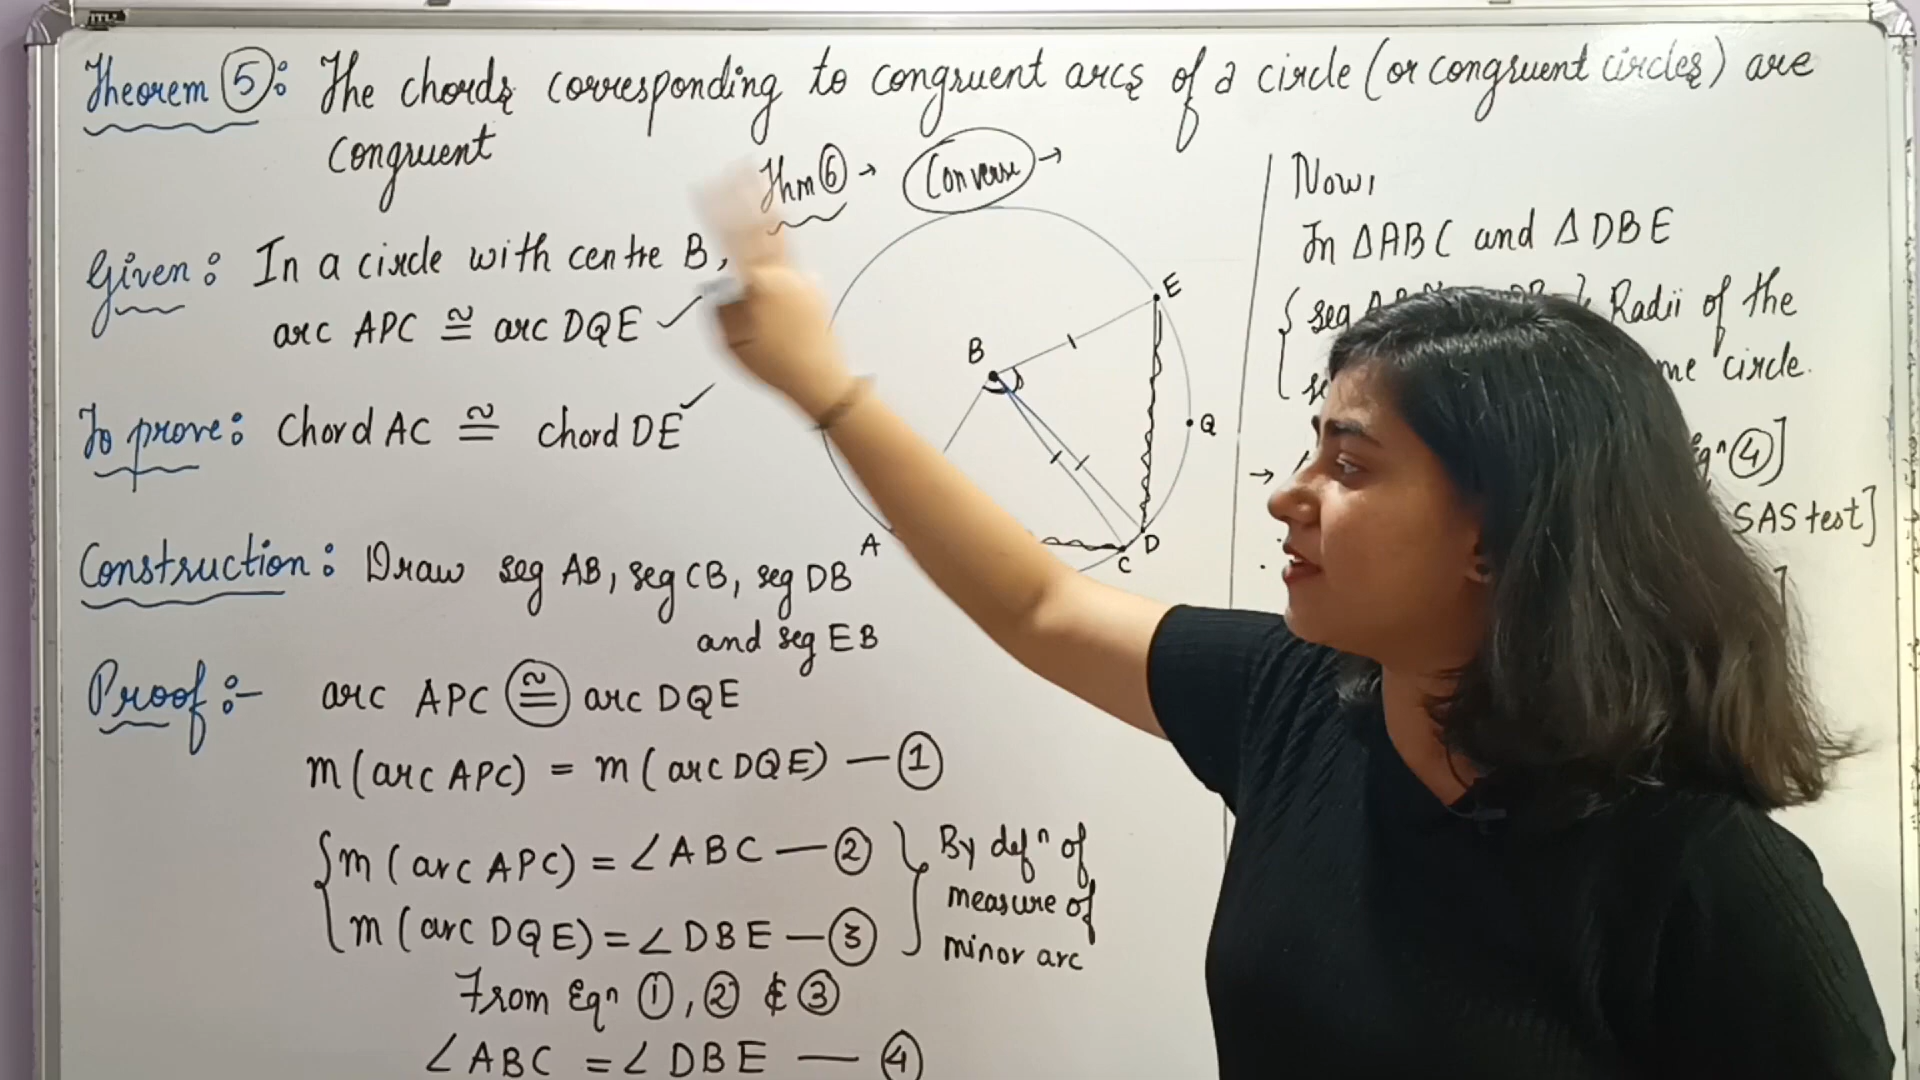 Theorem 5: The chords corresponding to congruent arcs of a circle (or congruent circles) are
congruent
Thm 6 → Converse →
Given: In a circle with centre B,
arc APC ≅ arc DQE ✓
To prove: Chord AC ≅ chord DE ✓
Construction: Draw seg AB, seg CB, seg DB
and seg EB
Proof :- arc APC ≅ arc DQE
m (arc APC) = m (arc DQE) — 1
m (arc APC) = ∠ABC — 2
m (arc DQE) = ∠DBE — 3
By defn of
measure of
minor arc
From Eqn 1, 2 & 3
∠ABC = ∠DBE — 4
E
B
Q
A
C
D
Now,
In △ABC and △DBE
seg Radii of the
circle.
4]
SAS test]